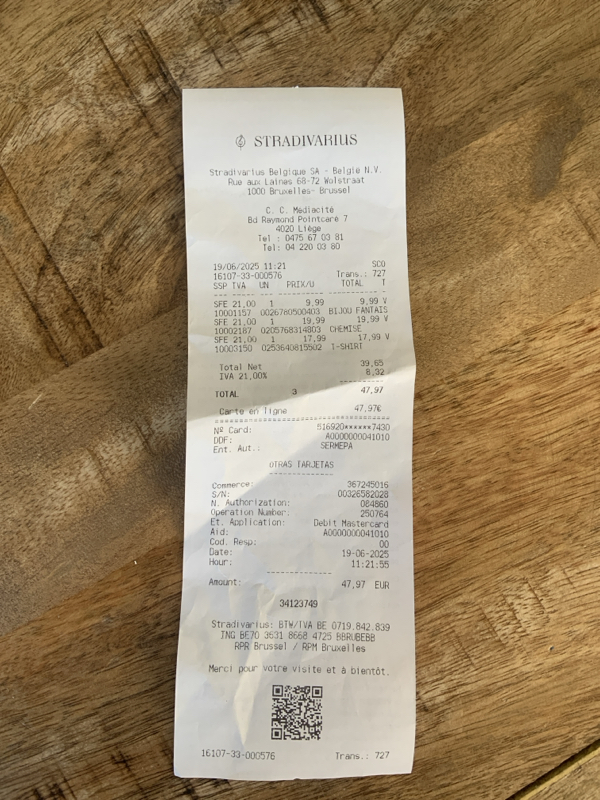 STRADIVARIUS
Stradivarius Belgique SA - België N.V.
Rue aux Laines 68-72 Wolstraat
1000 Bruxelles- Brussel
C. C. Médiacité
Bd Raymond Pointcaré 7
4020 Liège
Tel : 0475 67 03 81
Tel: 04 220 03 80
19/06/2025 11:21 SCO
16107-33-000576 Trans.: 727
SSP TVA UN PRIX/U TOTAL T
SFE 21,00 1 9,99 9,99 V
10001157 0026780500403 BIJOU FANTAIS
SFE 21,00 1 19,99 19,99 V
10002187 0205768314803 CHEMISE
SFE 21,00 1 17,99 17,99 V
10003150 0253640815502 T-SHIRT
Total Net 39,65
IVA 21,00% 8,32
TOTAL 3 47,97
Carte en ligne 47,97€
Nº Card: 516920******7430
DDF: A0000000041010
Ent. Aut.: SERMEPA
OTRAS TARJETAS
Commerce: 367245016
S/N: 00326582028
N. Authorization: 084860
Operation Number: 250764
Et. Application: Debit Mastercard
Aid: A0000000041010
Cod. Resp: 00
Date: 19-06-2025
Hour: 11:21:55
Amount: 47,97 EUR
34123749
Stradivarius: BTW/TVA BE 0719.842.839
ING BE70 3631 8668 4725 BBRUBEBB
RPR Brussel / RPM Bruxelles
Merci pour votre visite et à bientôt.
16107-33-000576 Trans.: 727